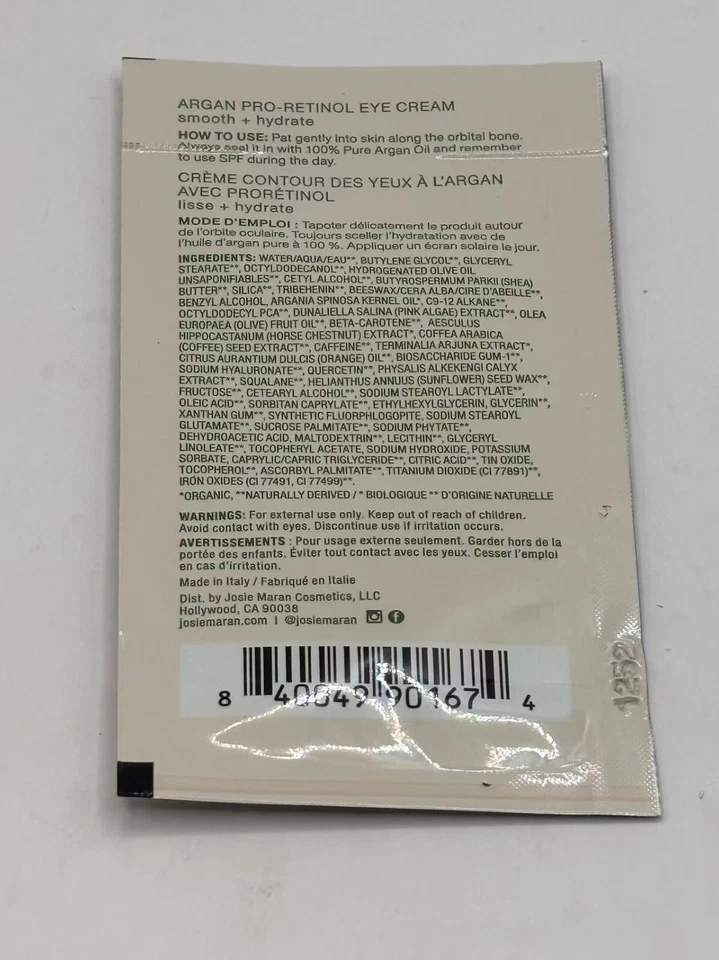 ARGAN PRO-RETINOL EYE CREAM
smooth + hydrate
HOW TO USE: Pat gently into skin along the orbital bone.
Always seal it in with 100% Pure Argan Oil and remember
to use SPF during the day.
CRÈME CONTOUR DES YEUX À L'ARGAN
AVEC PRORÉTINOL
lisse + hydrate
MODE D'EMPLOI : Tapoter délicatement le produit autour
de l'orbite oculaire. Toujours sceller l'hydratation avec de
l'huile d'argan pure à 100 %. Appliquer un écran solaire le jour.
INGREDIENTS: WATER/AQUA/EAU**, BUTYLENE GLYCOL**, GLYCERYL
STEARATE**, OCTYLDODECANOL**, HYDROGENATED OLIVE OIL
UNSAPONIFIABLES**, CETYL ALCOHOL**, BUTYROSPERMUM PARKII (SHEA)
BUTTER**, SILICA**, TRIBEHENIN**, BEESWAX/CERA ALBA/CIRE D'ABEILLE**,
BENZYL ALCOHOL, ARGANIA SPINOSA KERNEL OIL*, C9-12 ALKANE**,
OCTYLDODECYL PCA**, DUNALIELLA SALINA (PINK ALGAE) EXTRACT**, OLEA
EUROPAEA (OLIVE) FRUIT OIL**, BETA-CAROTENE**, AESCULUS
HIPPOCASTANUM (HORSE CHESTNUT) EXTRACT*, COFFEA ARABICA
(COFFEE) SEED EXTRACT**, CAFFEINE**, TERMINALIA ARJUNA EXTRACT*,
CITRUS AURANTIUM DULCIS (ORANGE) OIL**, BIOSACCHARIDE GUM-1**,
SODIUM HYALURONATE**, QUERCETIN**, PHYSALIS ALKEKENGI CALYX
EXTRACT**, SQUALANE**, HELIANTHUS ANNUUS (SUNFLOWER) SEED WAX**,
FRUCTOSE**, CETEARYL ALCOHOL**, SODIUM STEAROYL LACTYLATE**,
OLEIC ACID**, SORBITAN CAPRYLATE**, ETHYLHEXYLGLYCERIN, GLYCERIN**,
XANTHAN GUM**, SYNTHETIC FLUORPHLOGOPITE, SODIUM STEAROYL
GLUTAMATE**, SUCROSE PALMITATE**, SODIUM PHYTATE**,
DEHYDROACETIC ACID, MALTODEXTRIN**, LECITHIN**, GLYCERYL
LINOLEATE**, TOCOPHERYL ACETATE, SODIUM HYDROXIDE, POTASSIUM
SORBATE, CAPRYLIC/CAPRIC TRIGLYCERIDE**, CITRIC ACID**, TIN OXIDE,
TOCOPHEROL**, ASCORBYL PALMITATE**, TITANIUM DIOXIDE (CI 77891)**,
IRON OXIDES (CI 77491, CI 77499)**.
*ORGANIC, **NATURALLY DERIVED / * BIOLOGIQUE ** D'ORIGINE NATURELLE
WARNINGS: For external use only. Keep out of reach of children.
Avoid contact with eyes. Discontinue use if irritation occurs.
AVERTISSEMENTS : Pour usage externe seulement. Garder hors de la
portée des enfants. Éviter tout contact avec les yeux. Cesser l'emploi
en cas d'irritation.
Made in Italy / Fabriqué en Italie
Dist. by Josie Maran Cosmetics, LLC
Hollywood, CA 90038
josiemaran.com | @josiemaran
8 40849 90167 4
1252